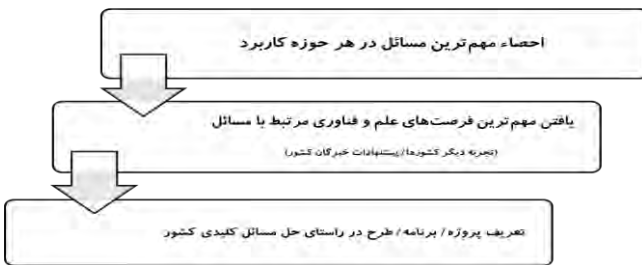 احصاء مهم‌ترین مسائل در هر حوزه کاربرد
یافتن مهم‌ترین فرصت‌های علم و فناوری مرتبط با مسائل
(تجربه دیگر کشورها/پیشنهادات خبرگان کشور)
تعریف پروژه/ برنامه/ طرح در راستای حل مسائل کلیدی کشور